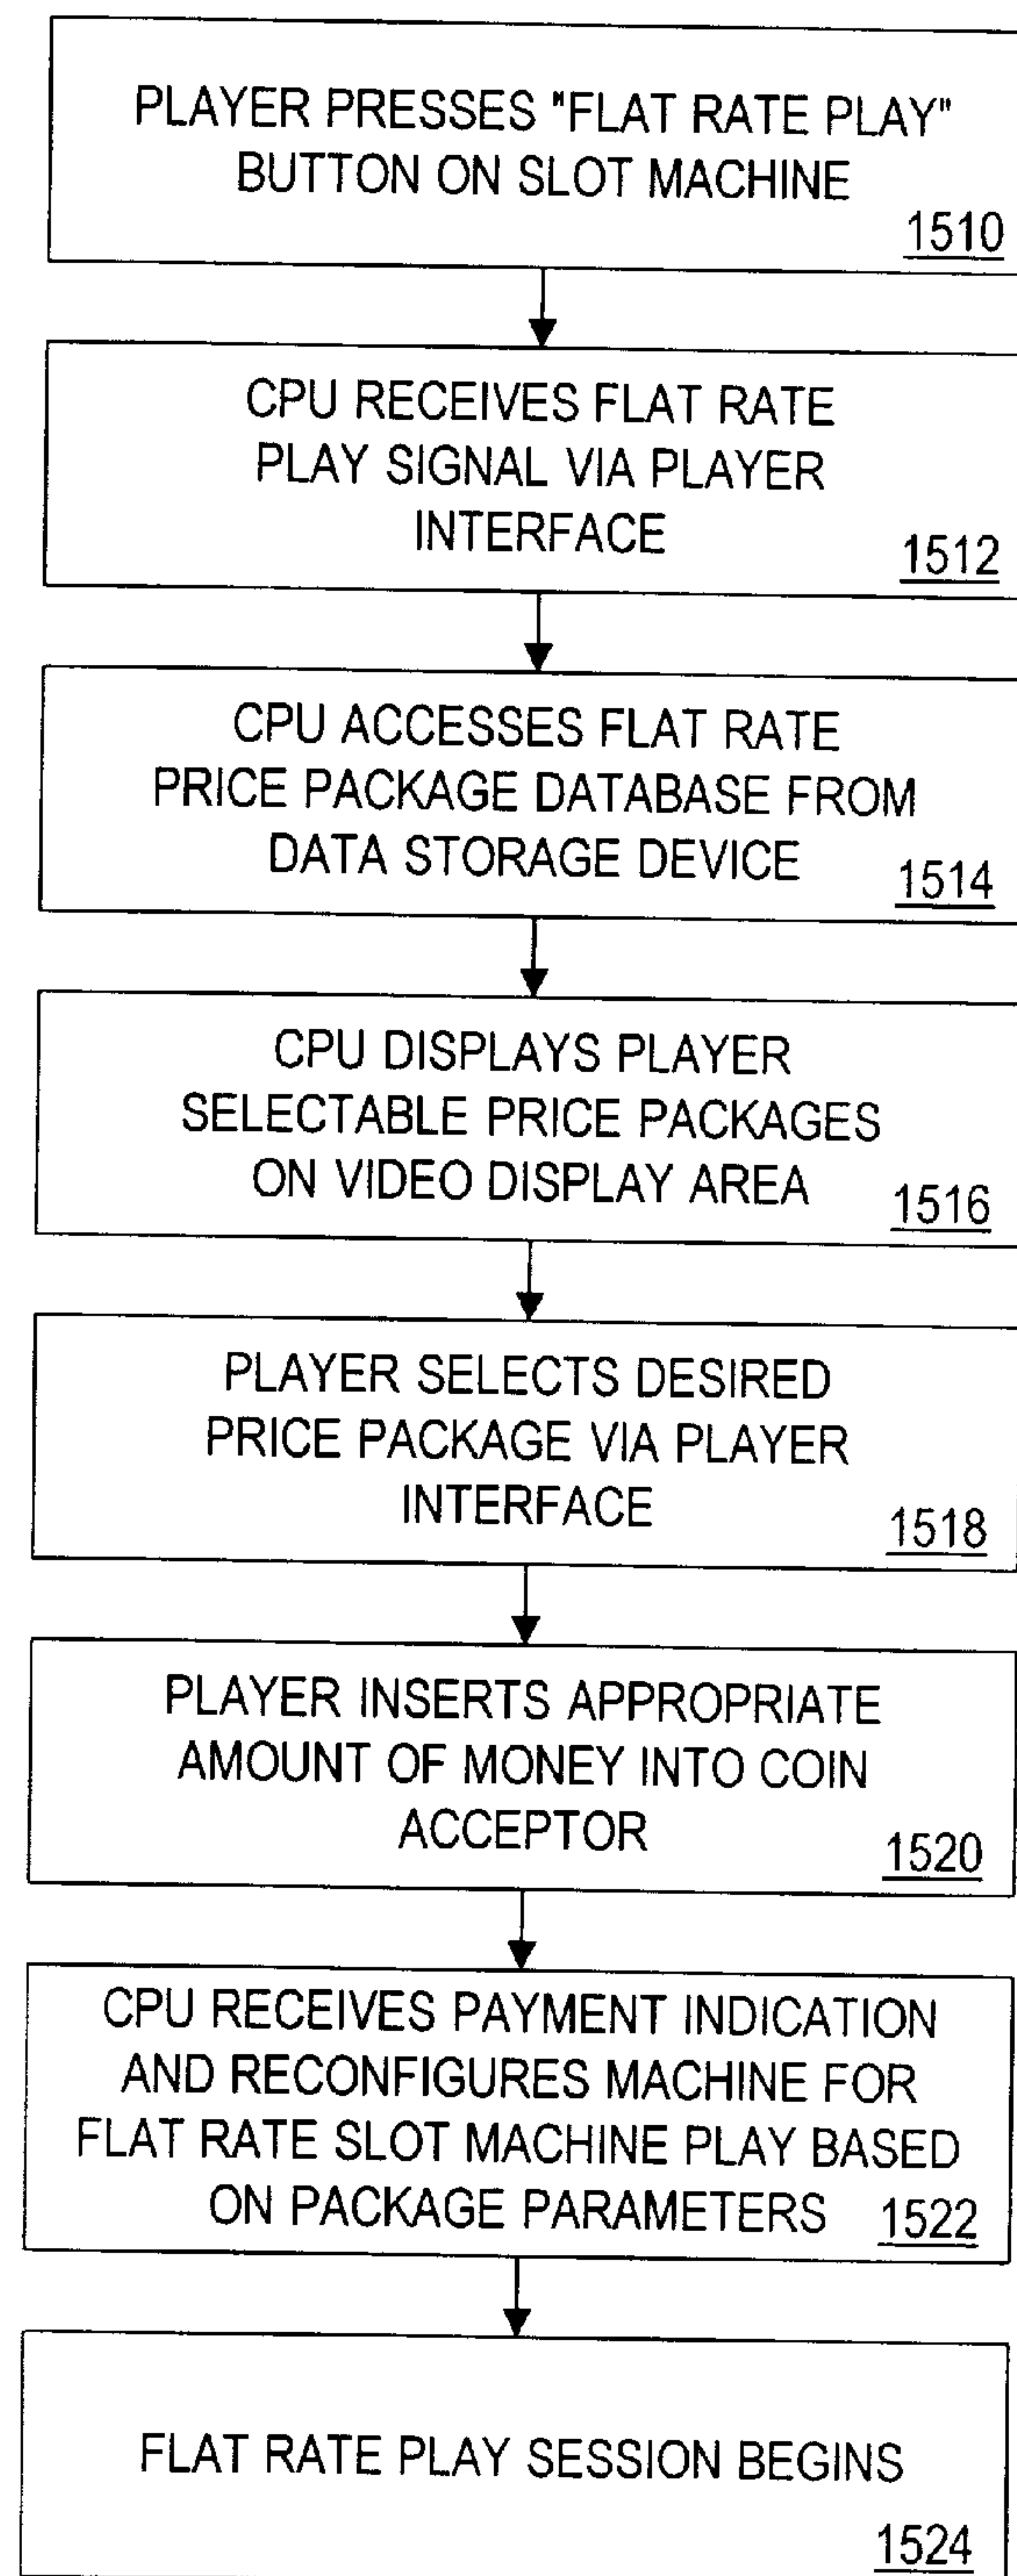 PLAYER PRESSES "FLAT RATE PLAY"
BUTTON ON SLOT MACHINE
1510
CPU RECEIVES FLAT RATE
PLAY SIGNAL VIA PLAYER
INTERFACE
1512
CPU ACCESSES FLAT RATE
PRICE PACKAGE DATABASE FROM
DATA STORAGE DEVICE
1514
CPU DISPLAYS PLAYER
SELECTABLE PRICE PACKAGES
ON VIDEO DISPLAY AREA
1516
PLAYER SELECTS DESIRED
PRICE PACKAGE VIA PLAYER
INTERFACE
1518
PLAYER INSERTS APPROPRIATE
AMOUNT OF MONEY INTO COIN
ACCEPTOR
1520
CPU RECEIVES PAYMENT INDICATION
AND RECONFIGURES MACHINE FOR
FLAT RATE SLOT MACHINE PLAY BASED
ON PACKAGE PARAMETERS
1522
FLAT RATE PLAY SESSION BEGINS
1524